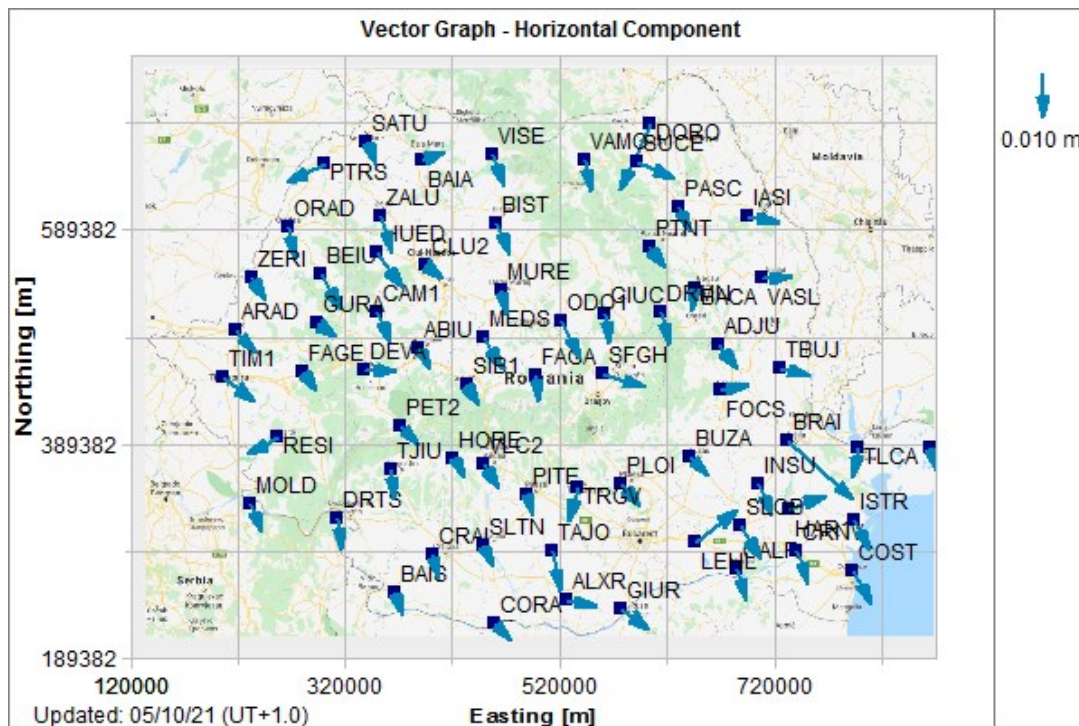 Vector Graph - Horizontal Component
0.010 m
Northing [m]
589382
389382
189382
SATU
VISE
VAMO
DORO
SUCE
PTRS
BAIA
Moldavia
ORAD
ZALU
BIST
PASC
IASI
HUED
CLU2
PTNT
ZERI
BEIU
MURE
ARAD
GURA
CAM1
ODO1
CIUC
BACA
VASL
ABIU
MEDS
ADJU
TIM1
FAGE
DEVA
SIB1
FAGA
SFGH
TBUJ
Romania
PET2
FOCS
RESI
TJIU
HORE
VLC2
BUZA
BRAI
TLCA
MOLD
DRTS
PITE
TRGV
PLOI
INSU
ISTR
CRAI
SLTN
TAJO
SLOB
COST
LEHE
Serbia
BAIS
CORA
ALXR
GIUR
120000
320000
520000
720000
Updated: 05/10/21 (UT+1.0)
Easting [m]